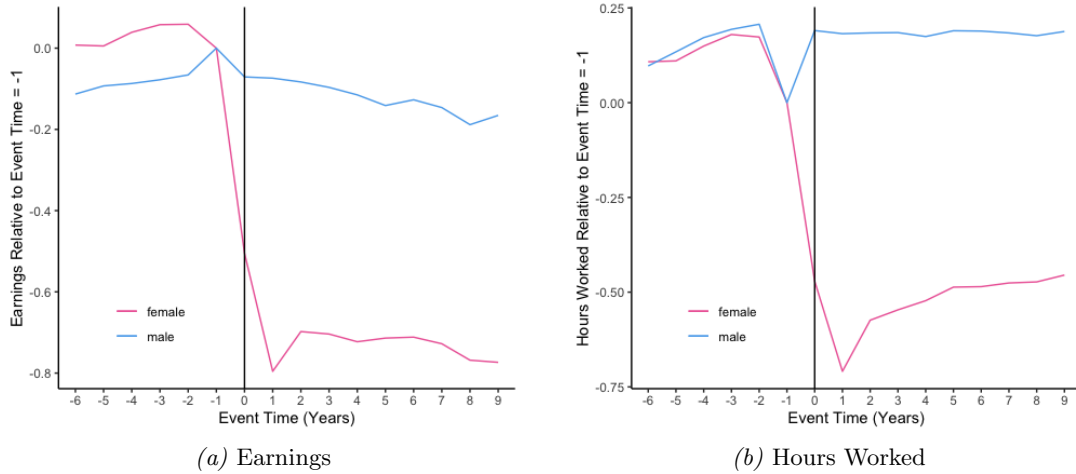 Earnings Relative to Event Time = -1
0.0
-0.2
-0.4
-0.6
-0.8
female
male
-6 -5 -4 -3 -2 -1 0 1 2 3 4 5 6 7 8 9
Event Time (Years)
(a) Earnings
Hours Worked Relative to Event Time = -1
0.25
0.00
-0.25
-0.50
-0.75
female
male
-6 -5 -4 -3 -2 -1 0 1 2 3 4 5 6 7 8 9
Event Time (Years)
(b) Hours Worked